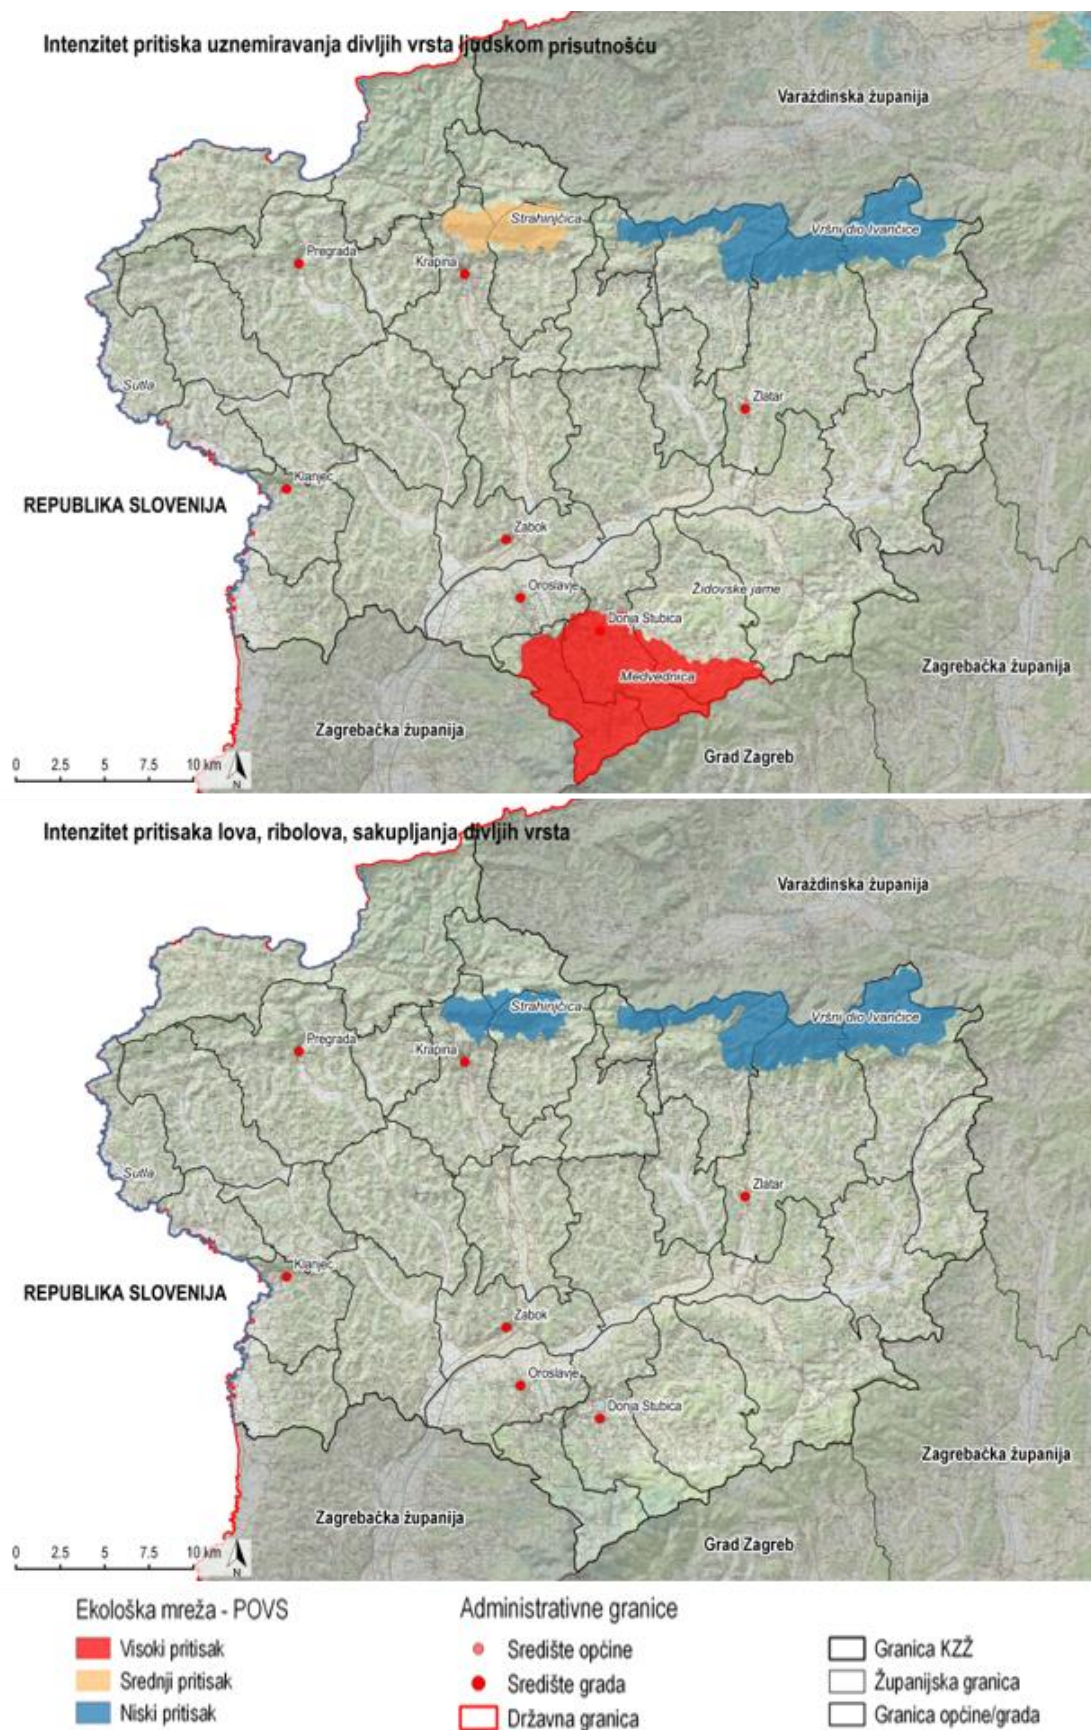 Intenzitet pritiska uznemiravanja divljih vrsta ljudskom prisutnošću
Varaždinska županija
Strahinjčica
Vršni dio Ivančice
Pregrada
Krapina
Sutla
Zlatar
Klanjec
REPUBLIKA SLOVENIJA
Zabok
Oroslavje
Židovske jame
Donja Stubica
Medvednica
Zagrebačka županija
Zagrebačka županija
Grad Zagreb
0 2.5 5 7.5 10 km
N
Intenzitet pritisaka lova, ribolova, sakupljanja divljih vrsta
Varaždinska županija
Strahinjčica
Vršni dio Ivančice
Pregrada
Krapina
Sutla
Zlatar
Klanjec
REPUBLIKA SLOVENIJA
Zabok
Oroslavje
Donja Stubica
Zagrebačka županija
Zagrebačka županija
Grad Zagreb
0 2.5 5 7.5 10 km
N
Ekološka mreža - POVS
Visoki pritisak
Srednji pritisak
Niski pritisak
Administrativne granice
Središte općine
Središte grada
Državna granica
Granica KZŽ
Županijska granica
Granica općine/grada